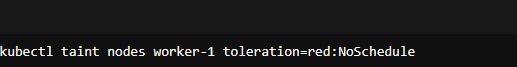 kubectl taint nodes worker-1 toleration=red:NoSchedule